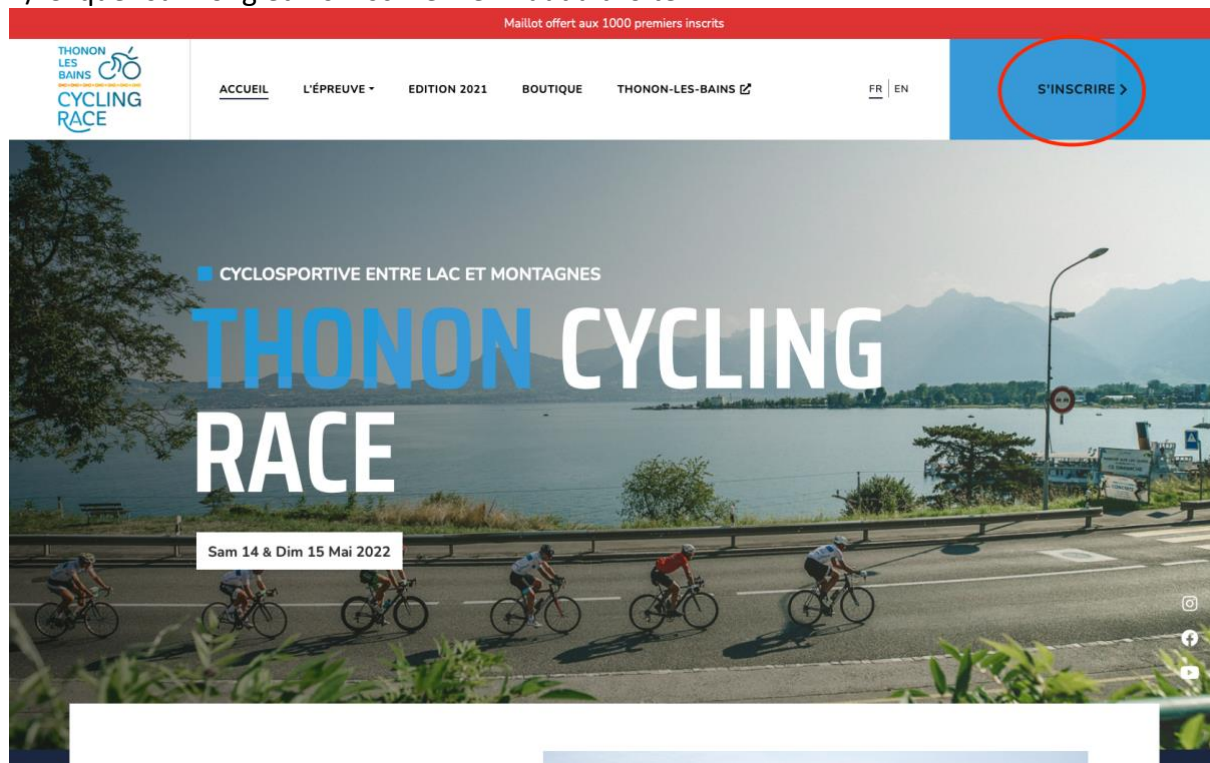 Maillot offert aux 1000 premiers inscrits
THONON
LES
BAINS
CYCLING
RACE
ACCUEIL L'ÉPREUVE EDITION 2021 BOUTIQUE THONON-LES-BAINS FR EN S'INSCRIRE
CYCLOSPORTIVE ENTRE LAC ET MONTAGNES
THONON CYCLING
RACE
Sam 14 & Dim 15 Mai 2022